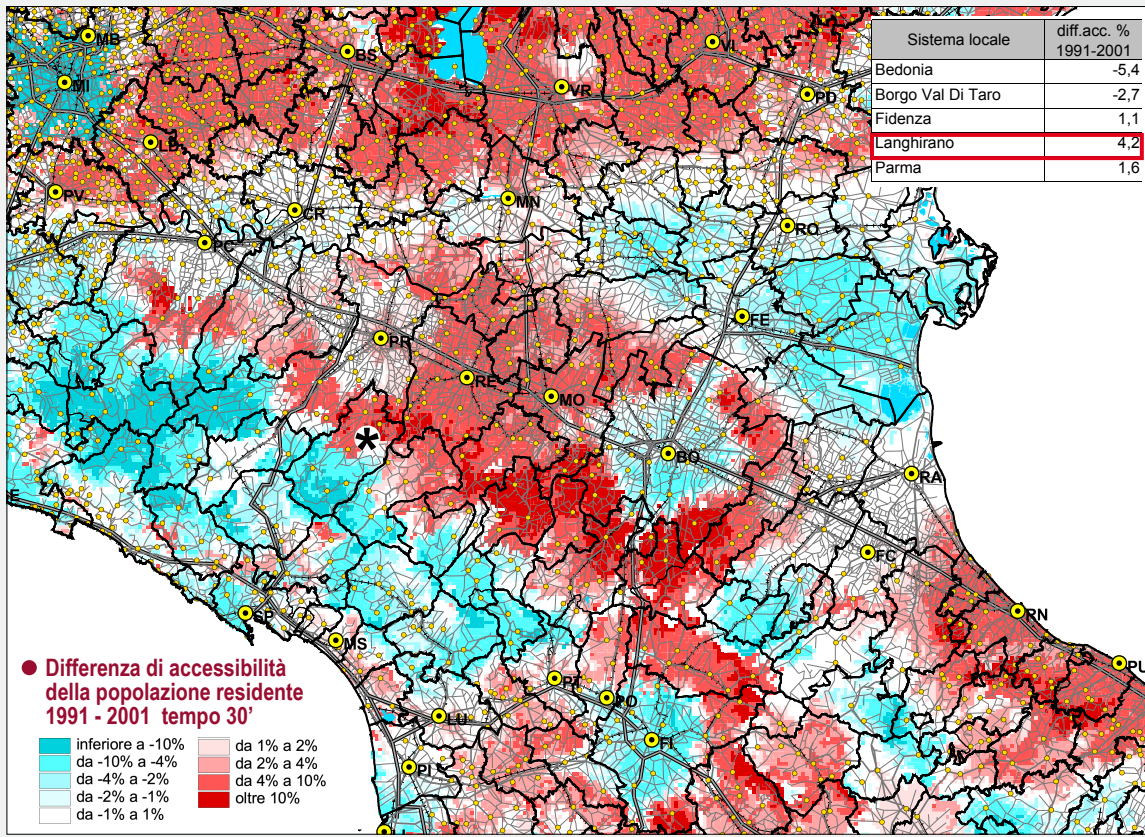 Sistema locale diff.acc. % 1991-2001
Bedonia -5,4
Borgo Val Di Taro -2,7
Fidenza 1,1
Langhirano 4,2
Parma 1,6
MB
MI
BS
VI
VR
PD
LD
PV
CR
MN
RO
PC
FE
PR
RE
MO
*
BO
RA
FC
SP
MS
RN
PU
PT
PO
LU
FI
PI
● Differenza di accessibilità
della popolazione residente
1991 - 2001 tempo 30’
inferiore a -10%
da -10% a -4%
da -4% a -2%
da -2% a -1%
da -1% a 1%
da 1% a 2%
da 2% a 4%
da 4% a 10%
oltre 10%